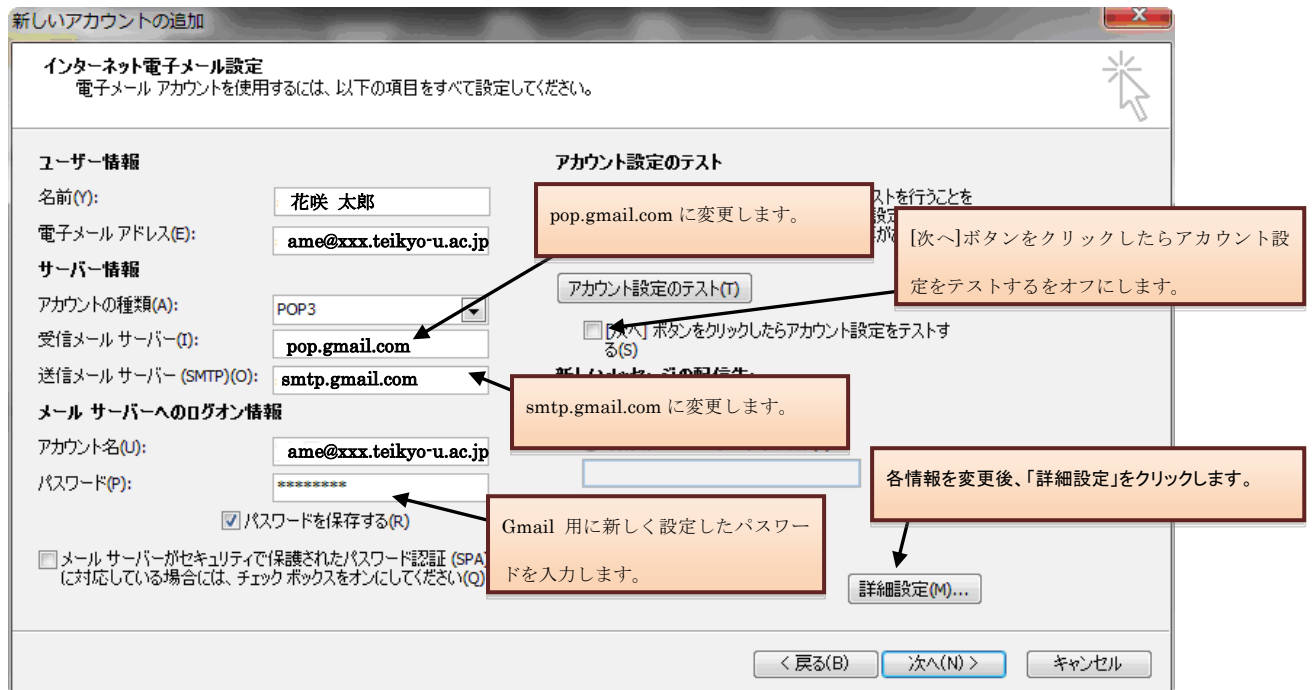 新しいアカウントの追加
インターネット電子メール設定
電子メール アカウントを使用するには、以下の項目をすべて設定してください。
ユーザー情報
名前(Y):
花咲 太郎
電子メール アドレス(E):
ame@xxx.teikyo-u.ac.jp
サーバー情報
アカウントの種類(A):
POP3
受信メール サーバー(I):
pop.gmail.com
送信メール サーバー (SMTP)(O):
smtp.gmail.com
メール サーバーへのログオン情報
アカウント名(U):
ame@xxx.teikyo-u.ac.jp
パスワード(P):
********
パスワードを保存する(R)
メール サーバーがセキュリティで保護されたパスワード認証 (SPA)
に対応している場合には、チェック ボックスをオンにしてください(Q)
アカウント設定のテスト
ストを行うことを
pop.gmail.com に変更します。
[次へ]ボタンをクリックしたらアカウント設
定をテストするをオフにします。
アカウント設定のテスト(T)
[次へ] ボタンをクリックしたらアカウント設定をテストす
る(S)
新しいメッセージの配信先:
smtp.gmail.com に変更します。
各情報を変更後、「詳細設定」をクリックします。
Gmail 用に新しく設定したパスワー
ドを入力します。
詳細設定(M)...
< 戻る(B)
次へ(N) >
キャンセル